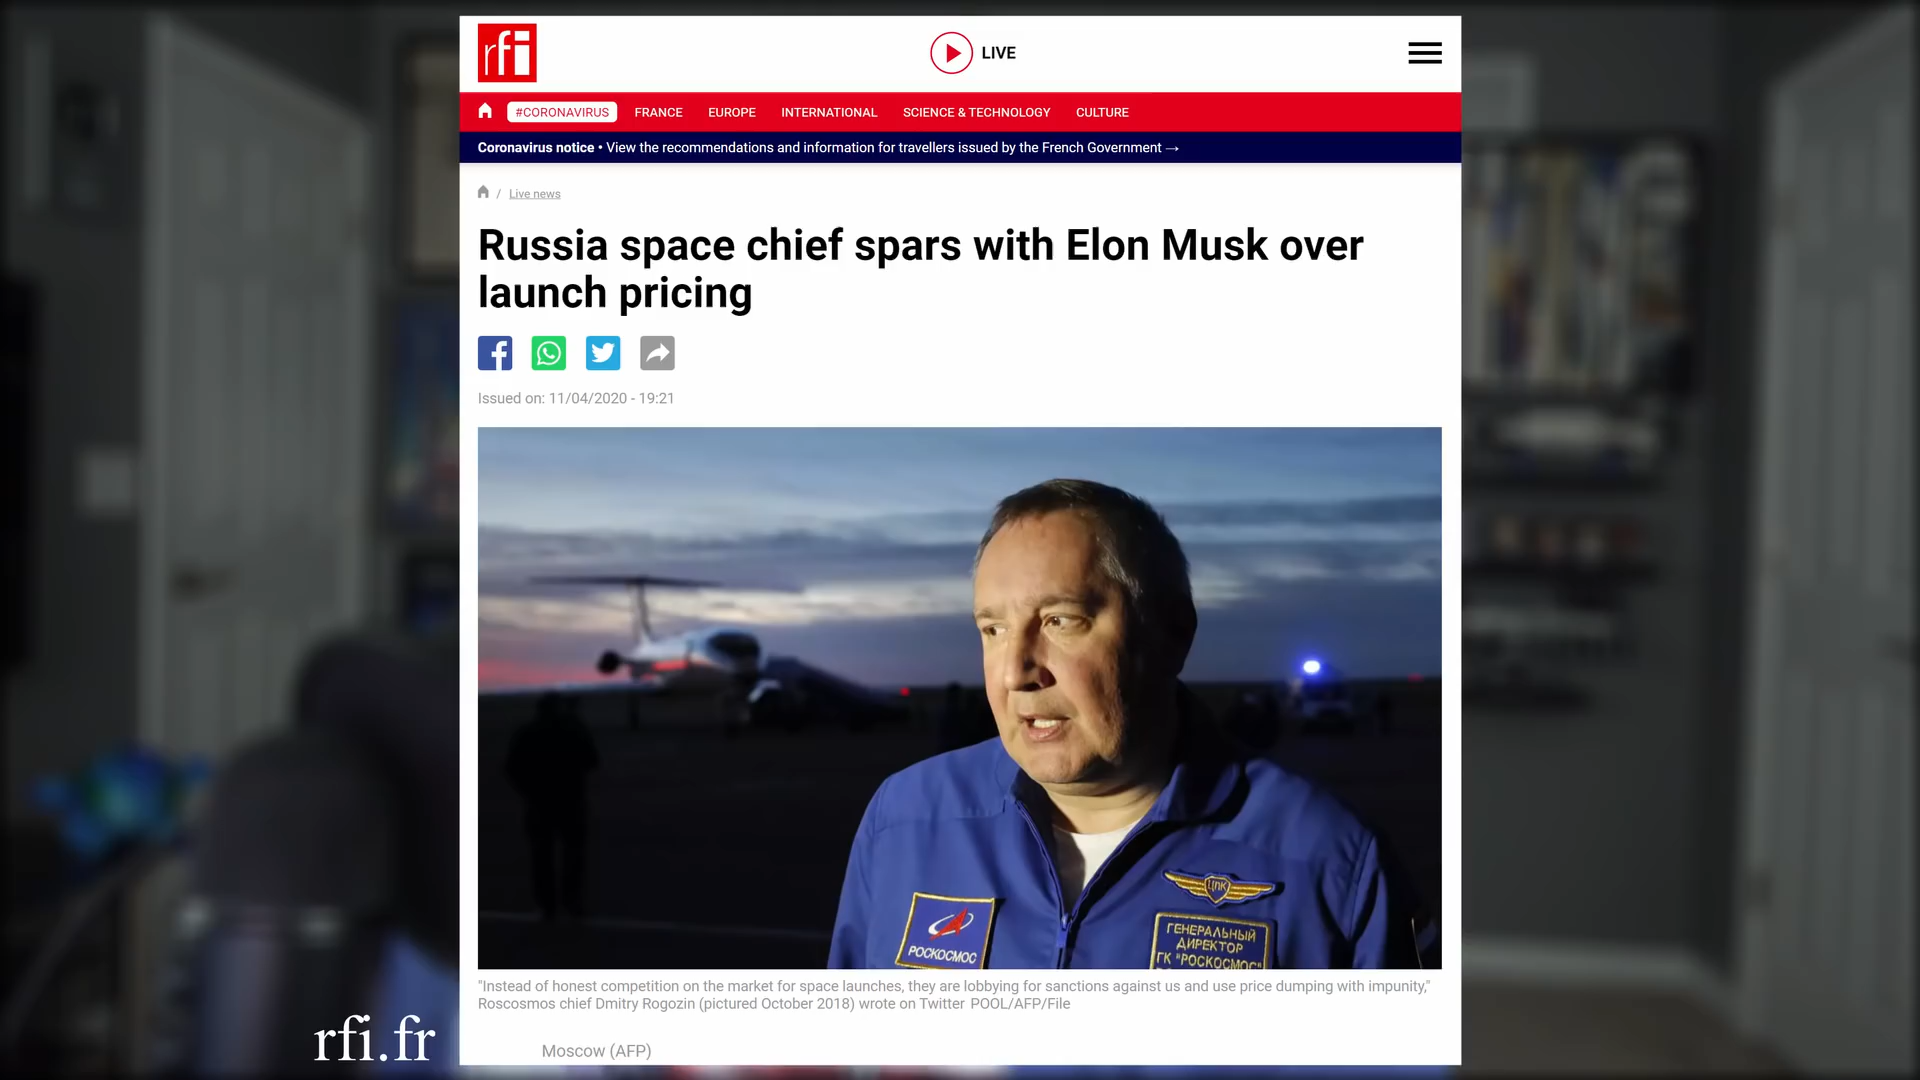 rfi
LIVE
#CORONAVIRUS FRANCE EUROPE INTERNATIONAL SCIENCE & TECHNOLOGY CULTURE
Coronavirus notice • View the recommendations and information for travellers issued by the French Government →
/ Live news
Russia space chief spars with Elon Musk over
launch pricing
Issued on: 11/04/2020 - 19:21
ЦПК
РОСКОСМОС
ГЕНЕРАЛЬНЫЙ
ДИРЕКТОР
ГК "РОСКОСМОС"
"Instead of honest competition on the market for space launches, they are lobbying for sanctions against us and use price dumping with impunity,"
Roscosmos chief Dmitry Rogozin (pictured October 2018) wrote on Twitter POOL/AFP/File
rfi.fr
Moscow (AFP)